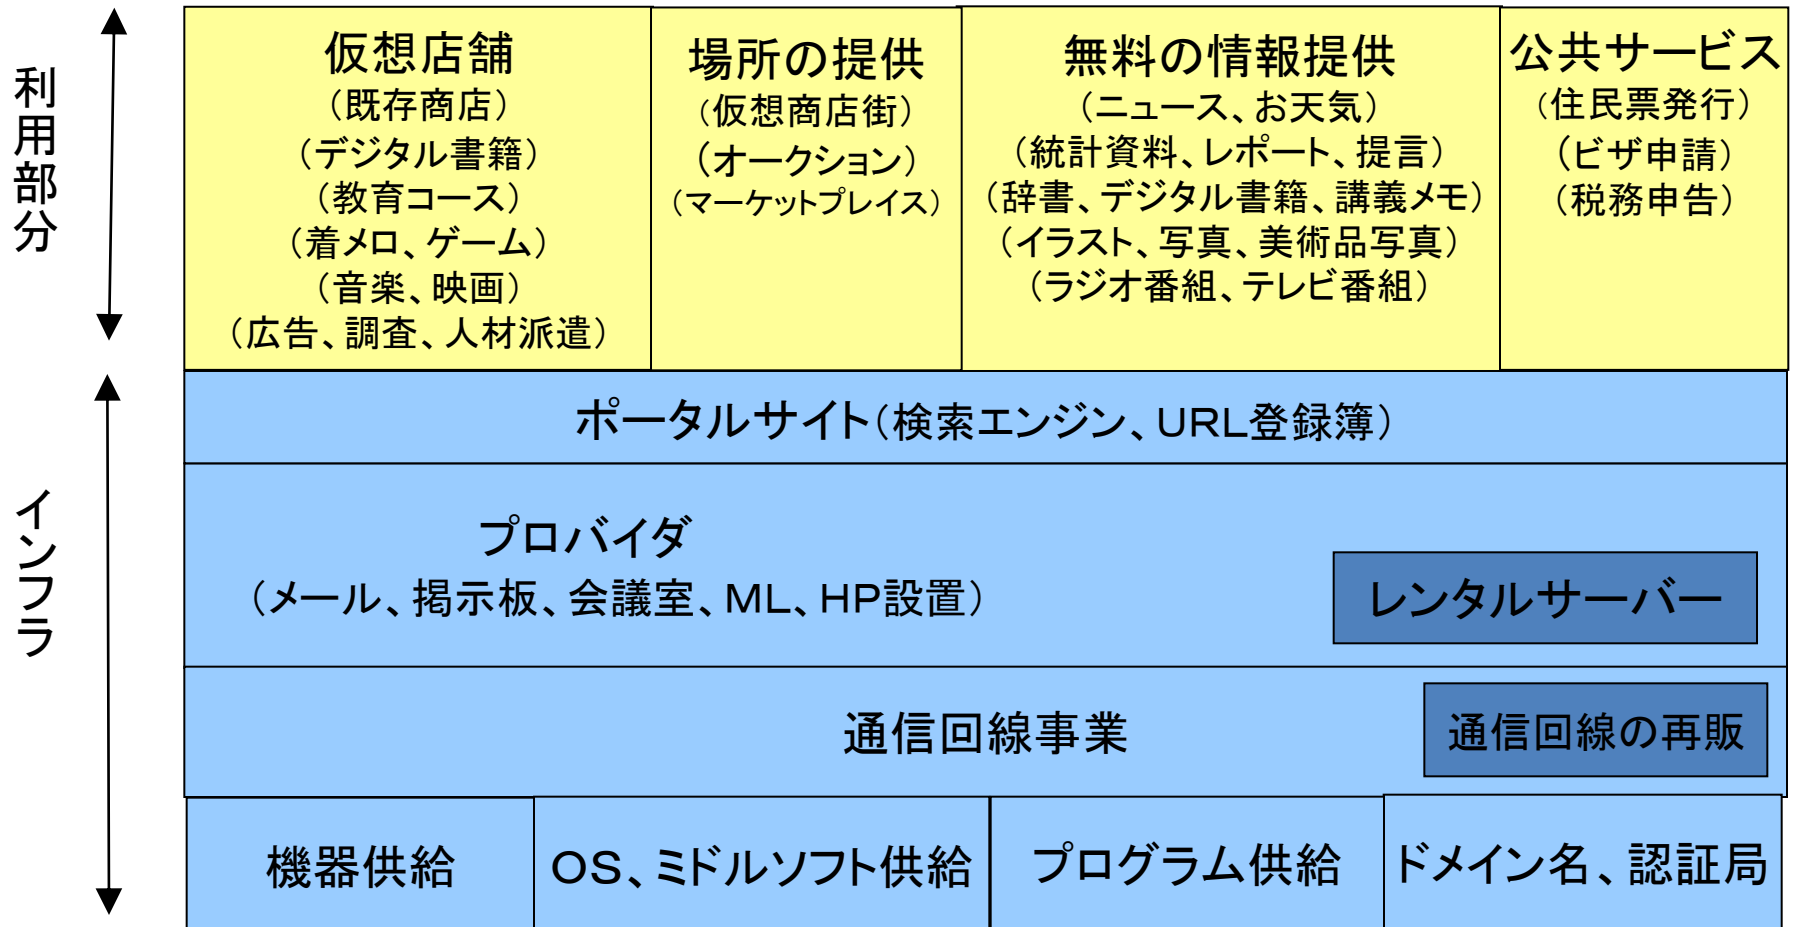 利用部分
仮想店舗
（既存商店）
（デジタル書籍）
（教育コース）
（着メロ、ゲーム）
（音楽、映画）
（広告、調査、人材派遣）
場所の提供
（仮想商店街）
（オークション）
（マーケットプレイス）
無料の情報提供
（ニュース、お天気）
（統計資料、レポート、提言）
（辞書、デジタル書籍、講義メモ）
（イラスト、写真、美術品写真）
（ラジオ番組、テレビ番組）
公共サービス
（住民票発行）
（ビザ申請）
（税務申告）
インフラ
ポータルサイト（検索エンジン、ＵＲＬ登録簿）
プロバイダ
（メール、掲示板、会議室、ＭＬ、ＨＰ設置）
レンタルサーバー
通信回線事業
通信回線の再販
機器供給
ＯＳ、ミドルソフト供給
プログラム供給
ドメイン名、認証局